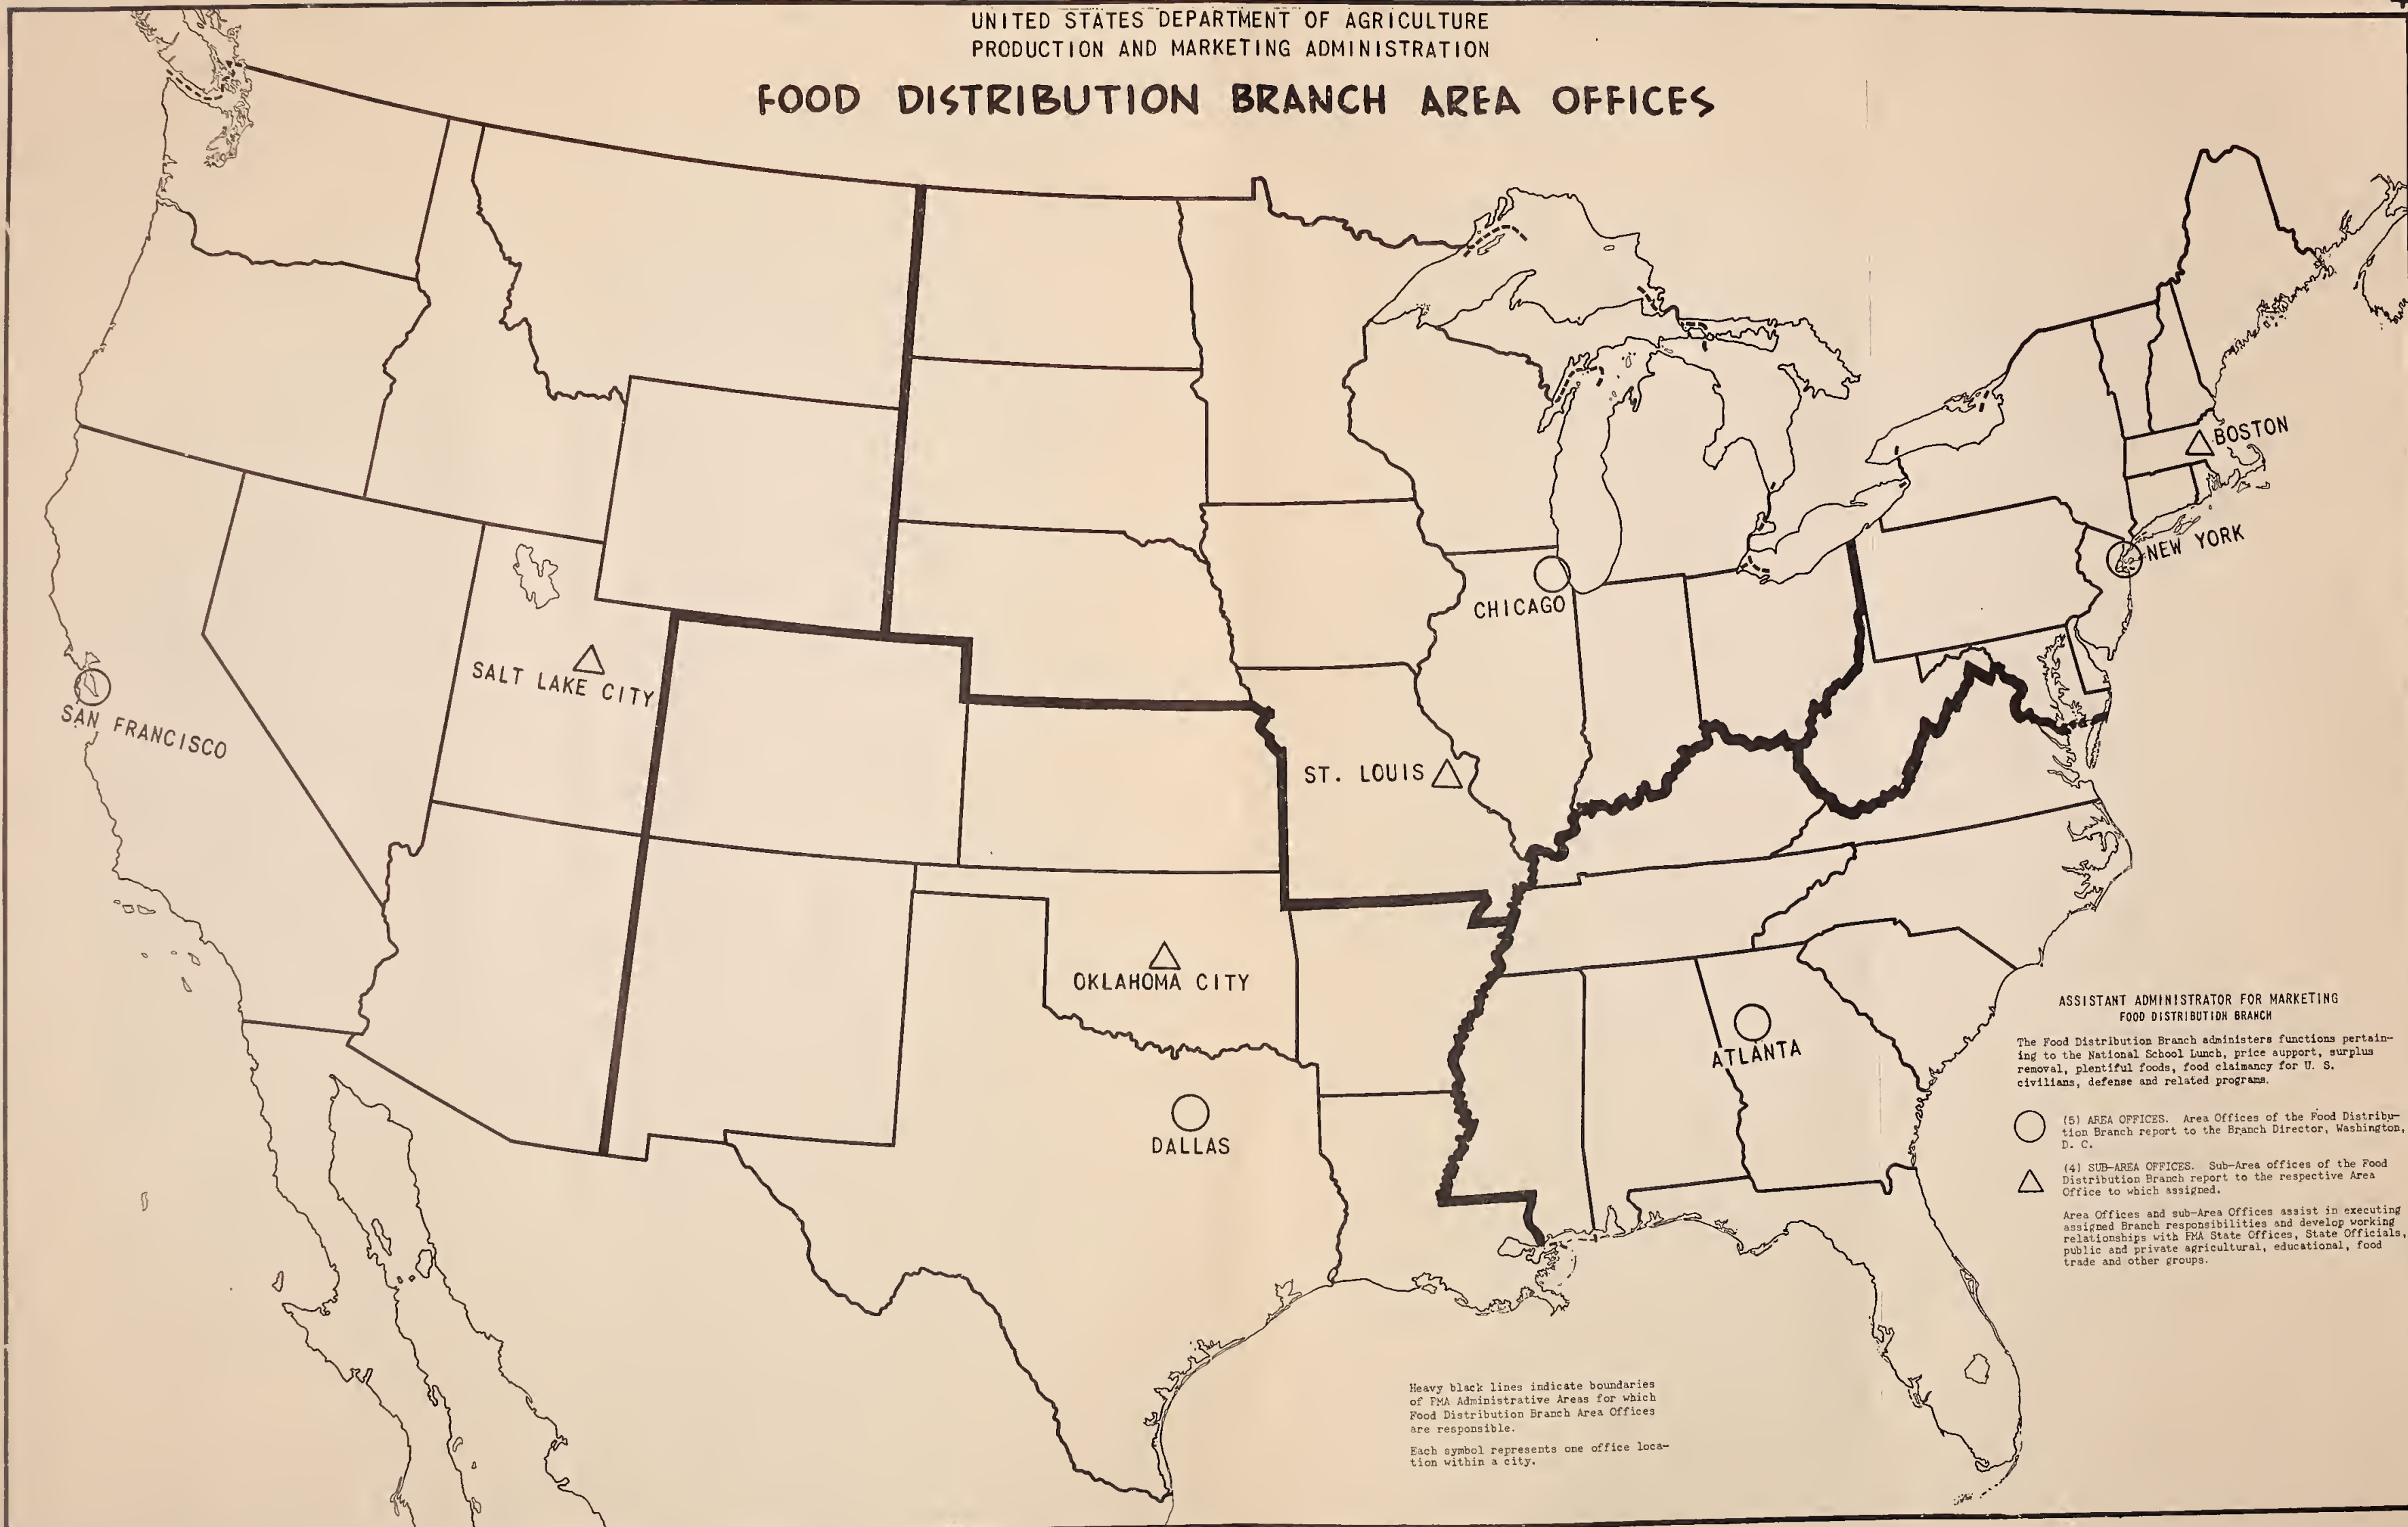 UNITED STATES DEPARTMENT OF AGRICULTURE
PRODUCTION AND MARKETING ADMINISTRATION
FOOD DISTRIBUTION BRANCH AREA OFFICES
BOSTON
NEW YORK
CHICAGO
SALT LAKE CITY
SAN FRANCISCO
ST. LOUIS
OKLAHOMA CITY
ATLANTA
DALLAS
ASSISTANT ADMINISTRATOR FOR MARKETING
FOOD DISTRIBUTION BRANCH
The Food Distribution Branch administers functions pertain-
ing to the National School Lunch, price aupport, surplus
removal, plentiful foods, food claimancy for U. S.
civilians, defense and related programs.
(5) AREA OFFICES. Area Offices of the Food Distribu-
tion Branch report to the Branch Director, Washington,
D. C.
(4) SUB-AREA OFFICES. Sub-Area offices of the Food
Distribution Branch report to the respective Area
Office to which assigned.
Area Offices and sub-Area Offices assist in executing
assigned Branch responsibilities and develop working
relationships with PMA State Offices, State Officials,
public and private agricultural, educational, food
trade and other groups.
Heavy black lines indicate boundaries
of PMA Administrative Areas for which
Food Distribution Branch Area Offices
are responsible.
Each symbol represents one office loca-
tion within a city.